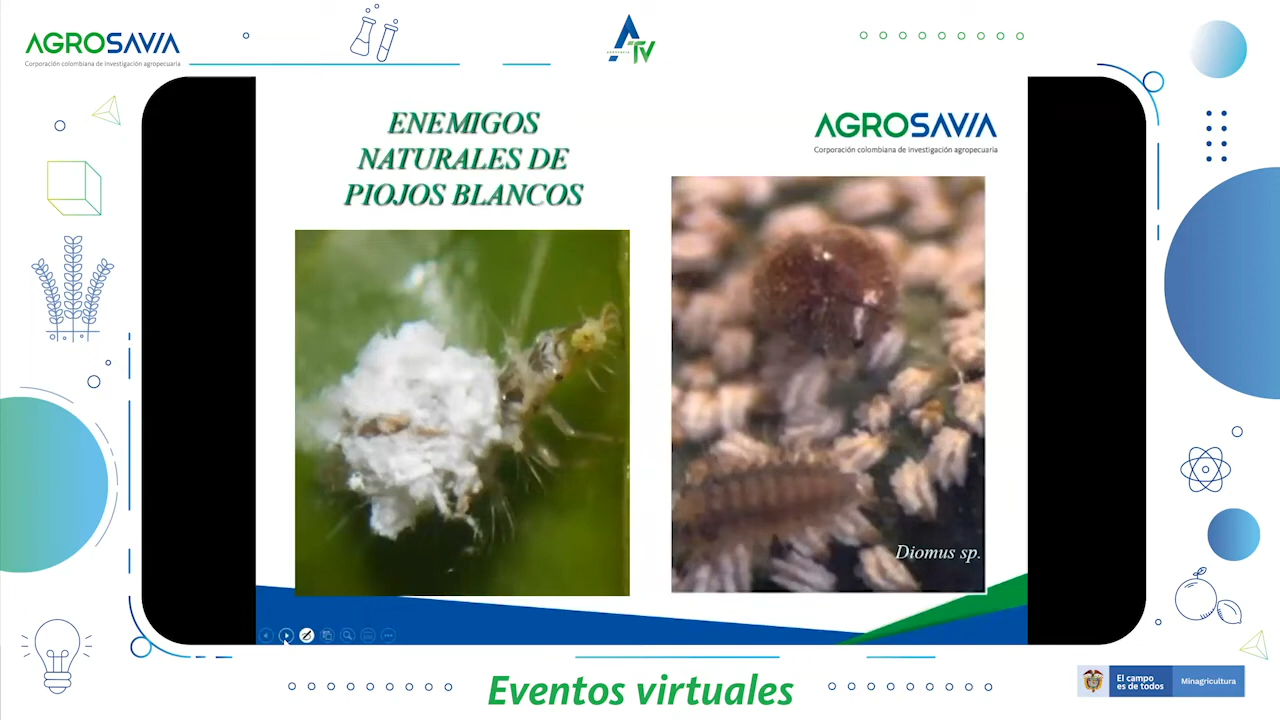 AGROSAVIA
Corporación colombiana de investigación agropecuaria
ATV
ENEMIGOS
NATURALES DE
PIOJOS BLANCOS
AGROSAVIA
Corporación colombiana de investigación agropecuaria
Diomus sp.
Eventos virtuales
El campo
es de todos
Minagricultura